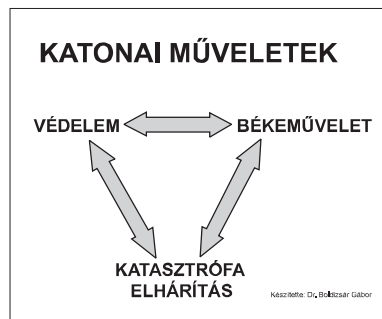 KATONAI MŰVELETEK
VÉDELEM
BÉKEMŰVELET
KATASZTRÓFA
ELHÁRÍTÁS
Készítette: Dr. Boldizsár Gábor